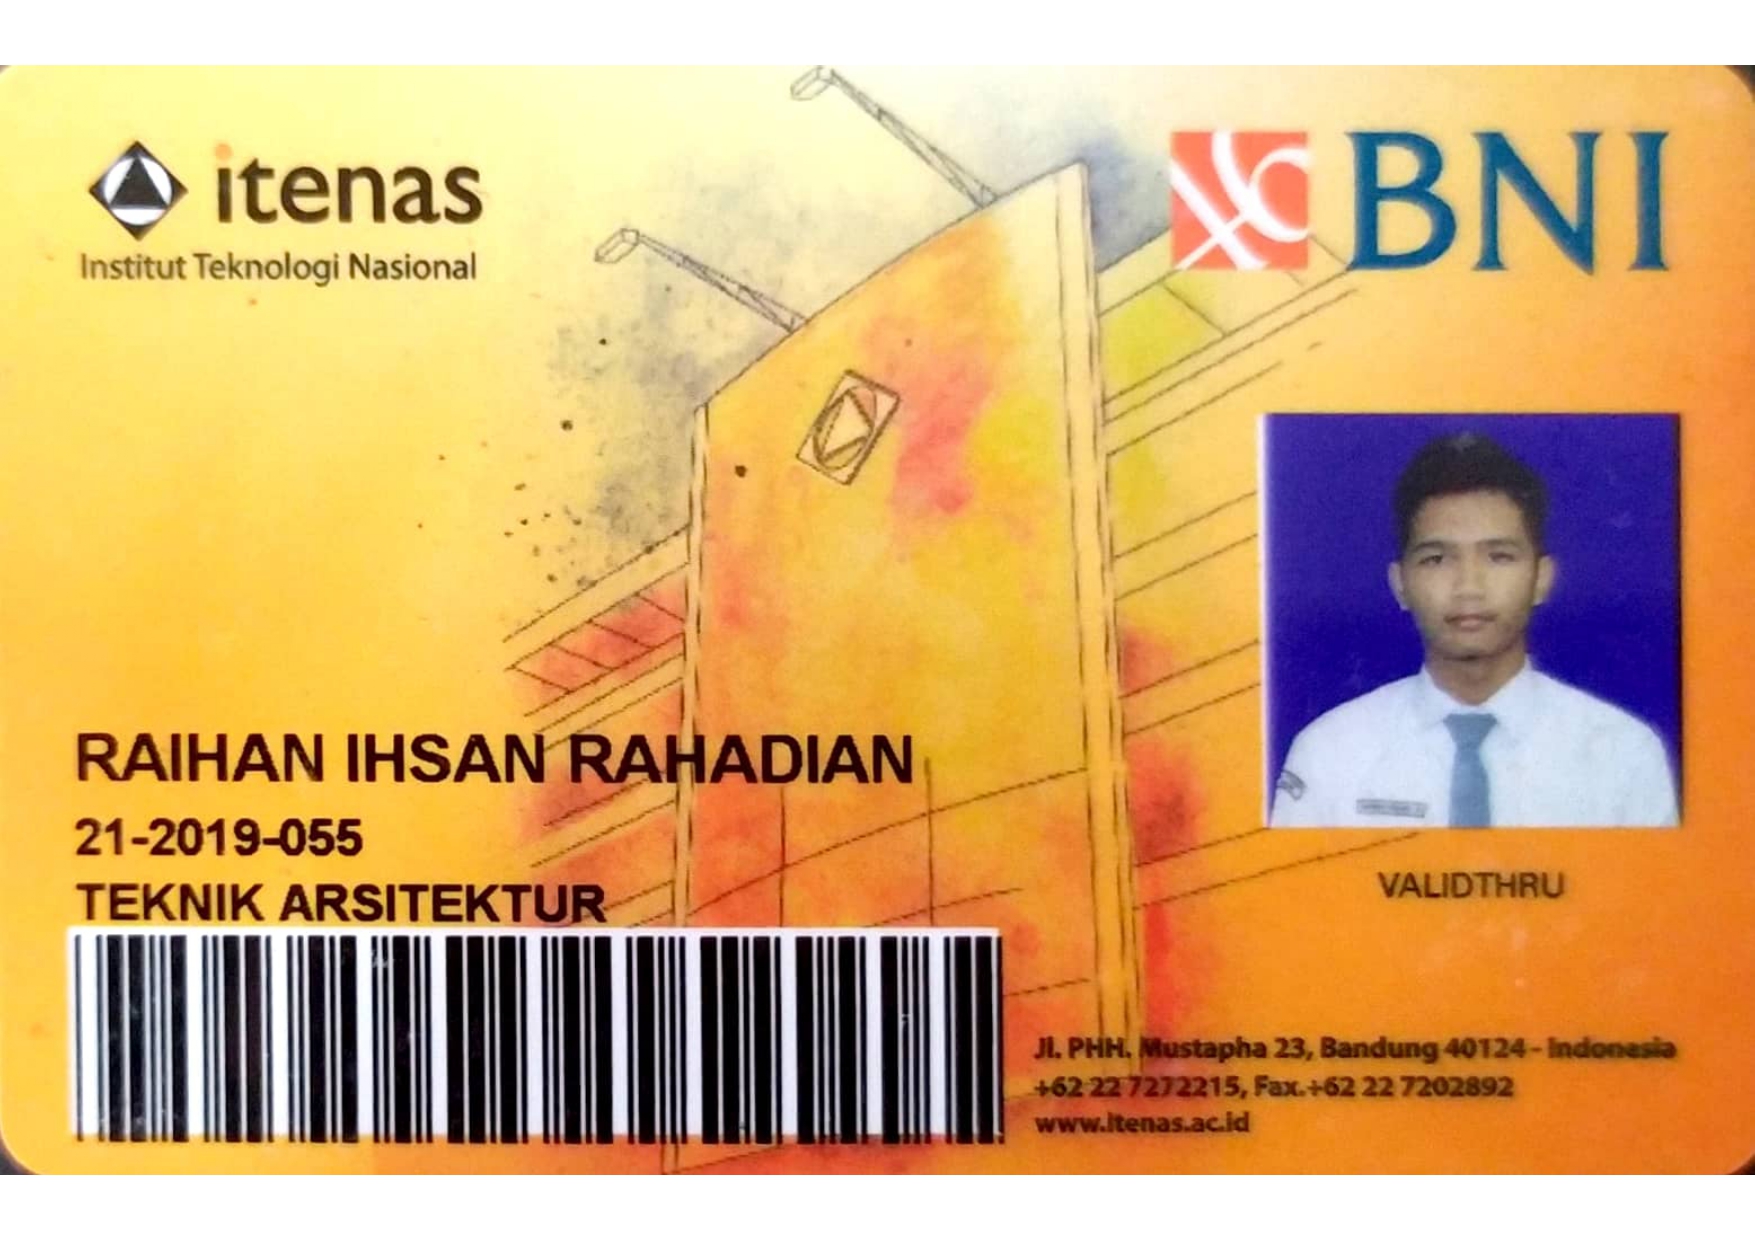 itenas
Institut Teknologi Nasional
BNI
RAIHAN IHSAN RAHADIAN
21-2019-055
TEKNIK ARSITEKTUR
VALIDTHRU
Jl. PHH. Mustapha 23, Bandung 40124 - Indonesia
+62 22 7272215, Fax.+62 22 7202892
www.itenas.ac.id